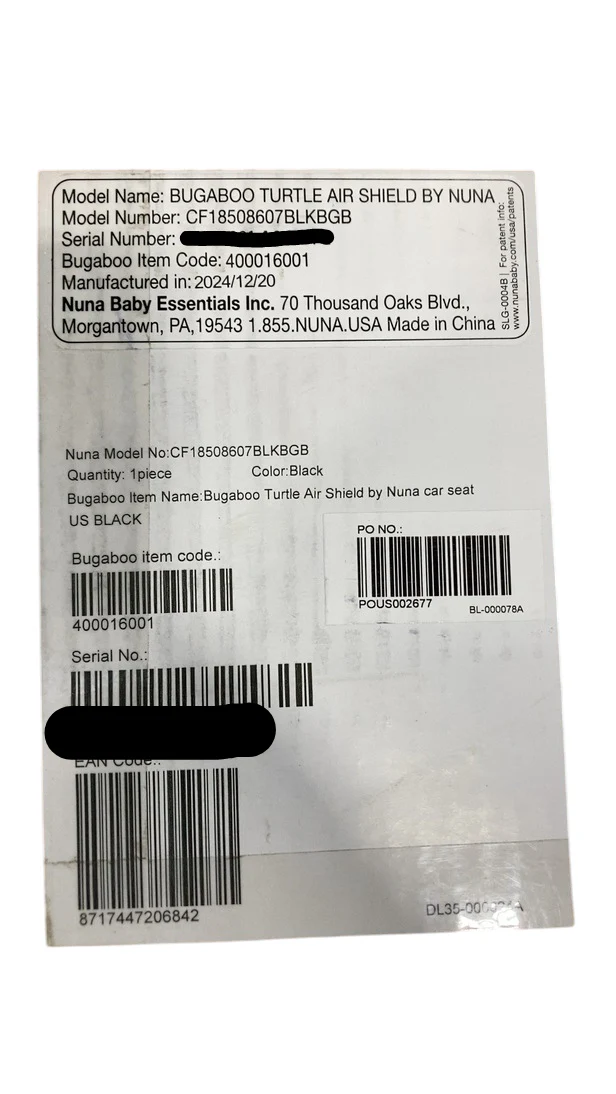 Model Name: BUGABOO TURTLE AIR SHIELD BY NUNA
Model Number: CF18508607BLKBGB
Serial Number:
Bugaboo Item Code: 400016001
Manufactured in: 2024/12/20
Nuna Baby Essentials Inc. 70 Thousand Oaks Blvd.,
Morgantown, PA,19543 1.855.NUNA.USA Made in China
SLG-0004B | For patent info:
www.nunababy.com/usa/patents
Nuna Model No:CF18508607BLKBGB
Quantity: 1piece Color:Black
Bugaboo Item Name:Bugaboo Turtle Air Shield by Nuna car seat
US BLACK
PO NO.:
POUS002677 BL-000078A
Bugaboo item code.:
400016001
Serial No.:
EAN Code.:
8717447206842